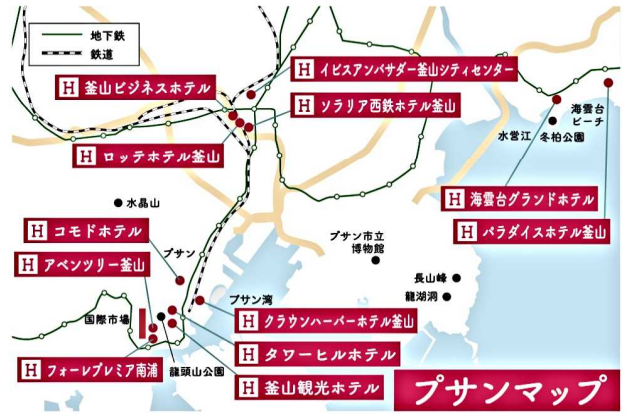 地下鉄
鉄道
H イビスアンバサダー釜山シティセンター
H 釜山ビジネスホテル
H ソラリア西鉄ホテル釜山
H ロッテホテル釜山
海雲台
ビーチ
水営江
冬柏公園
H 海雲台グランドホテル
H パラダイスホテル釜山
水晶山
H コモドホテル
プサン
H アベンツリー釜山
プサン市立
博物館
長山峰
龍湖洞
プサン湾
国際市場
H クラウンハーバーホテル釜山
H タワーヒルホテル
H フォーレプレミア南浦
龍頭山公園
H 釜山観光ホテル
プサンマップ